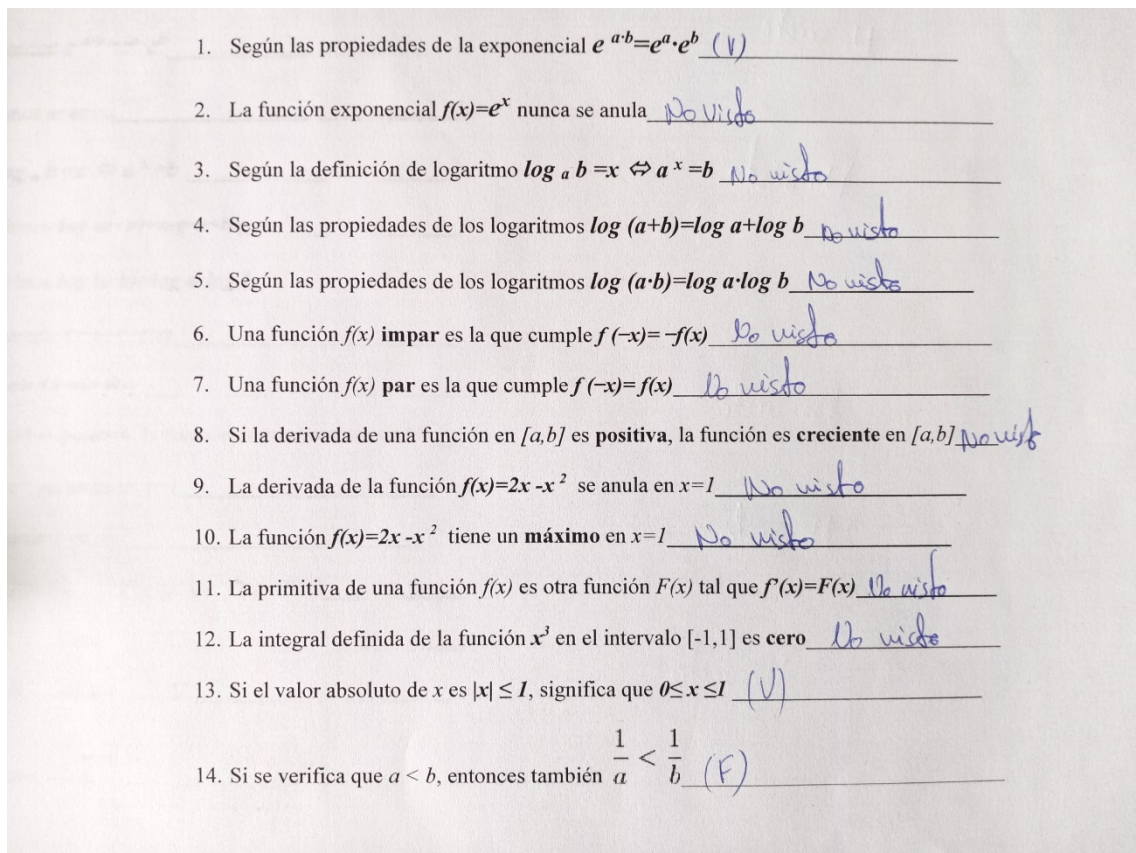 1. Según las propiedades de la exponencial e a·b=eª·eᵇ (V)
2. La función exponencial f(x)=eˣ nunca se anula No Visto
3. Según la definición de logaritmo log a b =x ⇔ a ˣ =b No visto
4. Según las propiedades de los logaritmos log (a+b)=log a+log b no visto
5. Según las propiedades de los logaritmos log (a·b)=log a·log b No visto
6. Una función f(x) impar es la que cumple f (−x)= −f(x) No visto
7. Una función f(x) par es la que cumple f (−x)= f(x) No visto
8. Si la derivada de una función en [a,b] es positiva, la función es creciente en [a,b] No visto
9. La derivada de la función f(x)=2x -x ² se anula en x=1 No visto
10. La función f(x)=2x -x ² tiene un máximo en x=1 No visto
11. La primitiva de una función f(x) es otra función F(x) tal que f'(x)=F(x) No visto
12. La integral definida de la función x³ en el intervalo [-1,1] es cero No visto
13. Si el valor absoluto de x es |x| ≤ 1, significa que 0≤ x ≤1 (V)
14. Si se verifica que a < b, entonces también 1/a < 1/b (F)